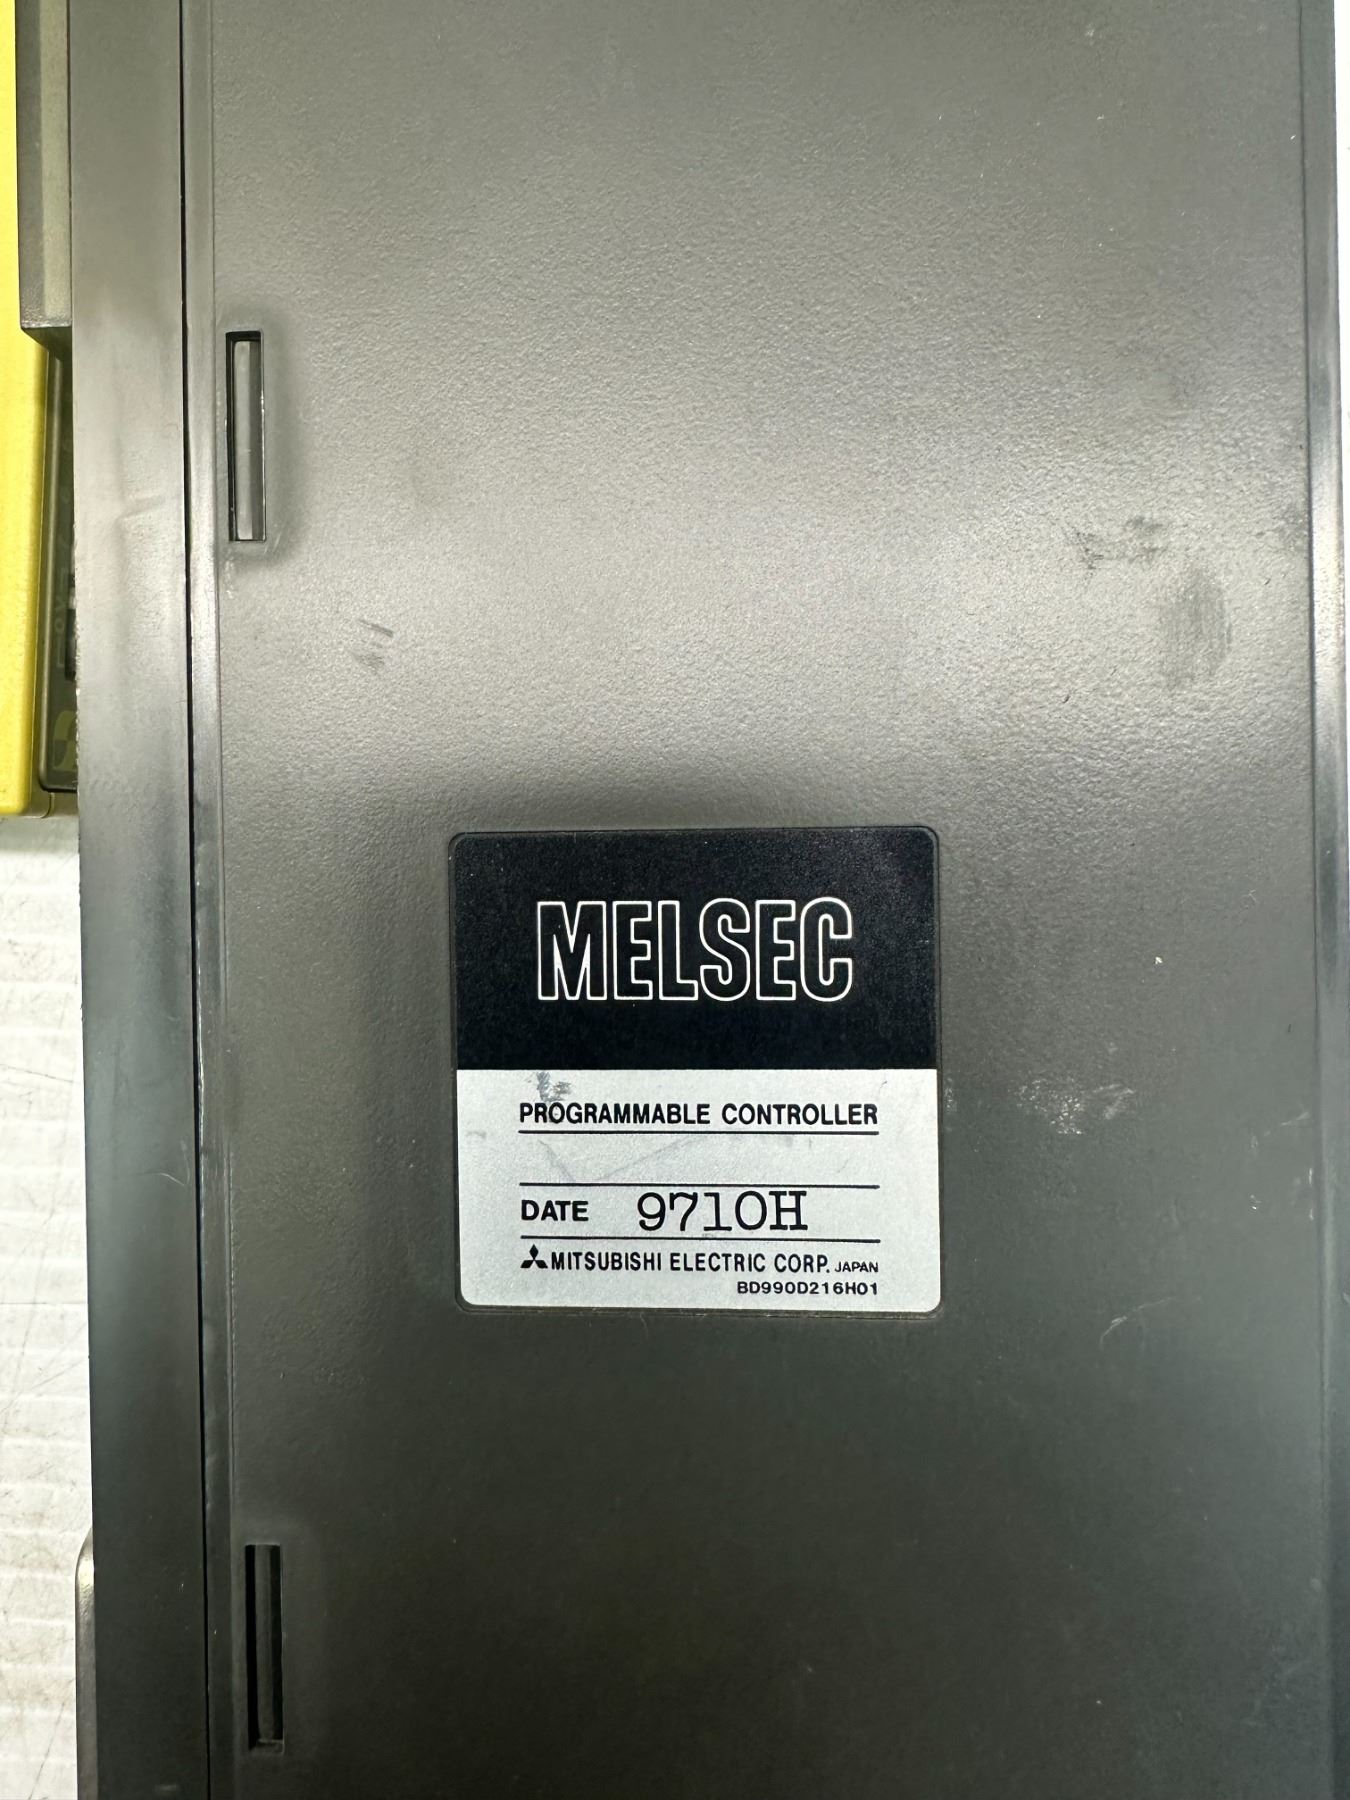 MELSEC
PROGRAMMABLE CONTROLLER
DATE 9710H
MITSUBISHI ELECTRIC CORP. JAPAN
BD990D216H01